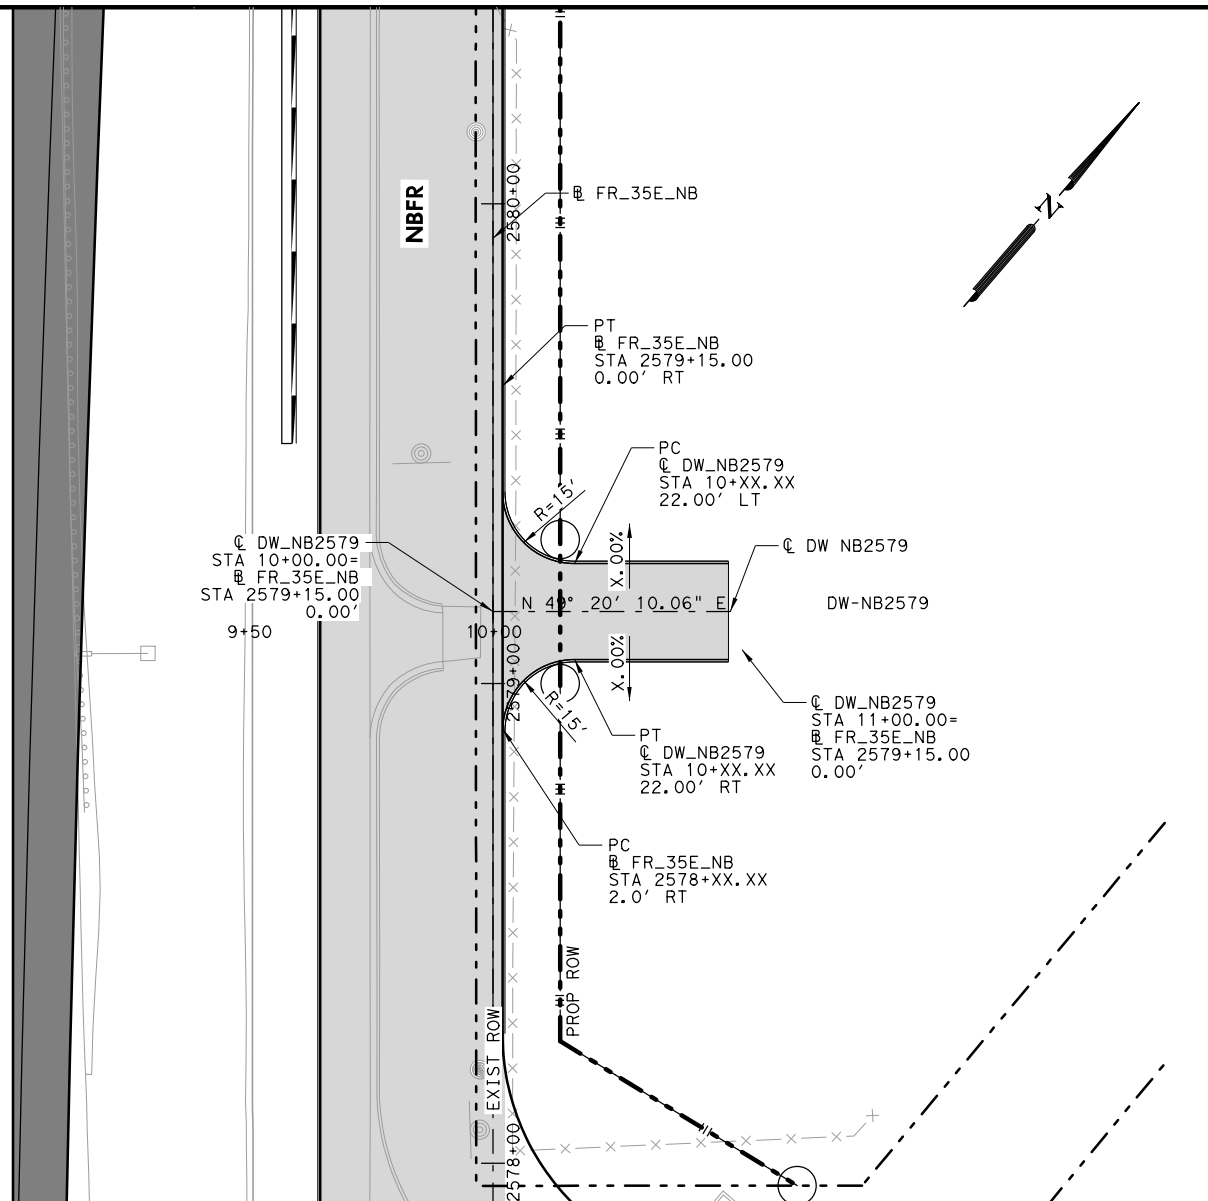 NBFR
2580+00
℄ FR_35E_NB
N
PT
℄ FR_35E_NB
STA 2579+15.00
0.00' RT
PC
℄ DW_NB2579
STA 10+XX.XX
22.00' LT
R=15'
X.00%
℄ DW_NB2579
STA 10+00.00=
℄ FR_35E_NB
STA 2579+15.00
0.00'
℄ DW NB2579
N 49° 20' 10.06" E
DW-NB2579
9+50
10+00
2579+00
X.00%
R=15'
℄ DW_NB2579
STA 11+00.00=
℄ FR_35E_NB
STA 2579+15.00
0.00'
PT
℄ DW_NB2579
STA 10+XX.XX
22.00' RT
PC
℄ FR_35E_NB
STA 2578+XX.XX
2.0' RT
PROP ROW
EXIST ROW
2578+00